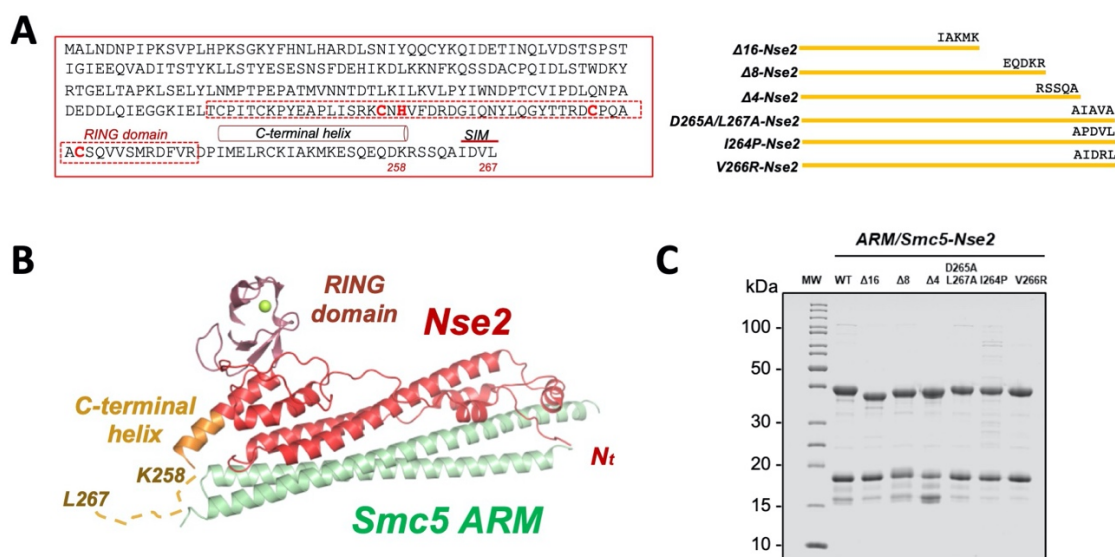 A
MALNDNPIPKSVPLHPKSGKYFHNLHARDLSNIYQQCYKQIDETINQLVDSTSPST
IGIEEQVADITSTYKLLSTYESESNSFDEHIKDLKKNFKQSSDACPQIDLSTWDKY
RTGELTAPKLSELYLNMPTPEPATMVNNTDTLKILKVLPYIWNDPTCVIPDLQNPA
DEDDLQIEGGKIELTCPITCKPYEAPLISRKCNHVFDRDGIQNYLQGYTTRDCPQA
RING domain C-terminal helix SIM
ACSQVVSMRDFVRDPIMELRCKIAKMKESQEQDKRSSQAIDVL
258 267
IAKMK
Δ16-Nse2
EQDKR
Δ8-Nse2
RSSQA
Δ4-Nse2
AIAVA
D265A/L267A-Nse2
APDVL
I264P-Nse2
AIDRL
V266R-Nse2
B
RING
domain
Nse2
C-terminal
helix
K258
L267
Nt
Smc5 ARM
C
ARM/Smc5-Nse2
kDa MW WT Δ16 Δ8 Δ4 D265A L267A I264P V266R
100
50
30
20
15
10